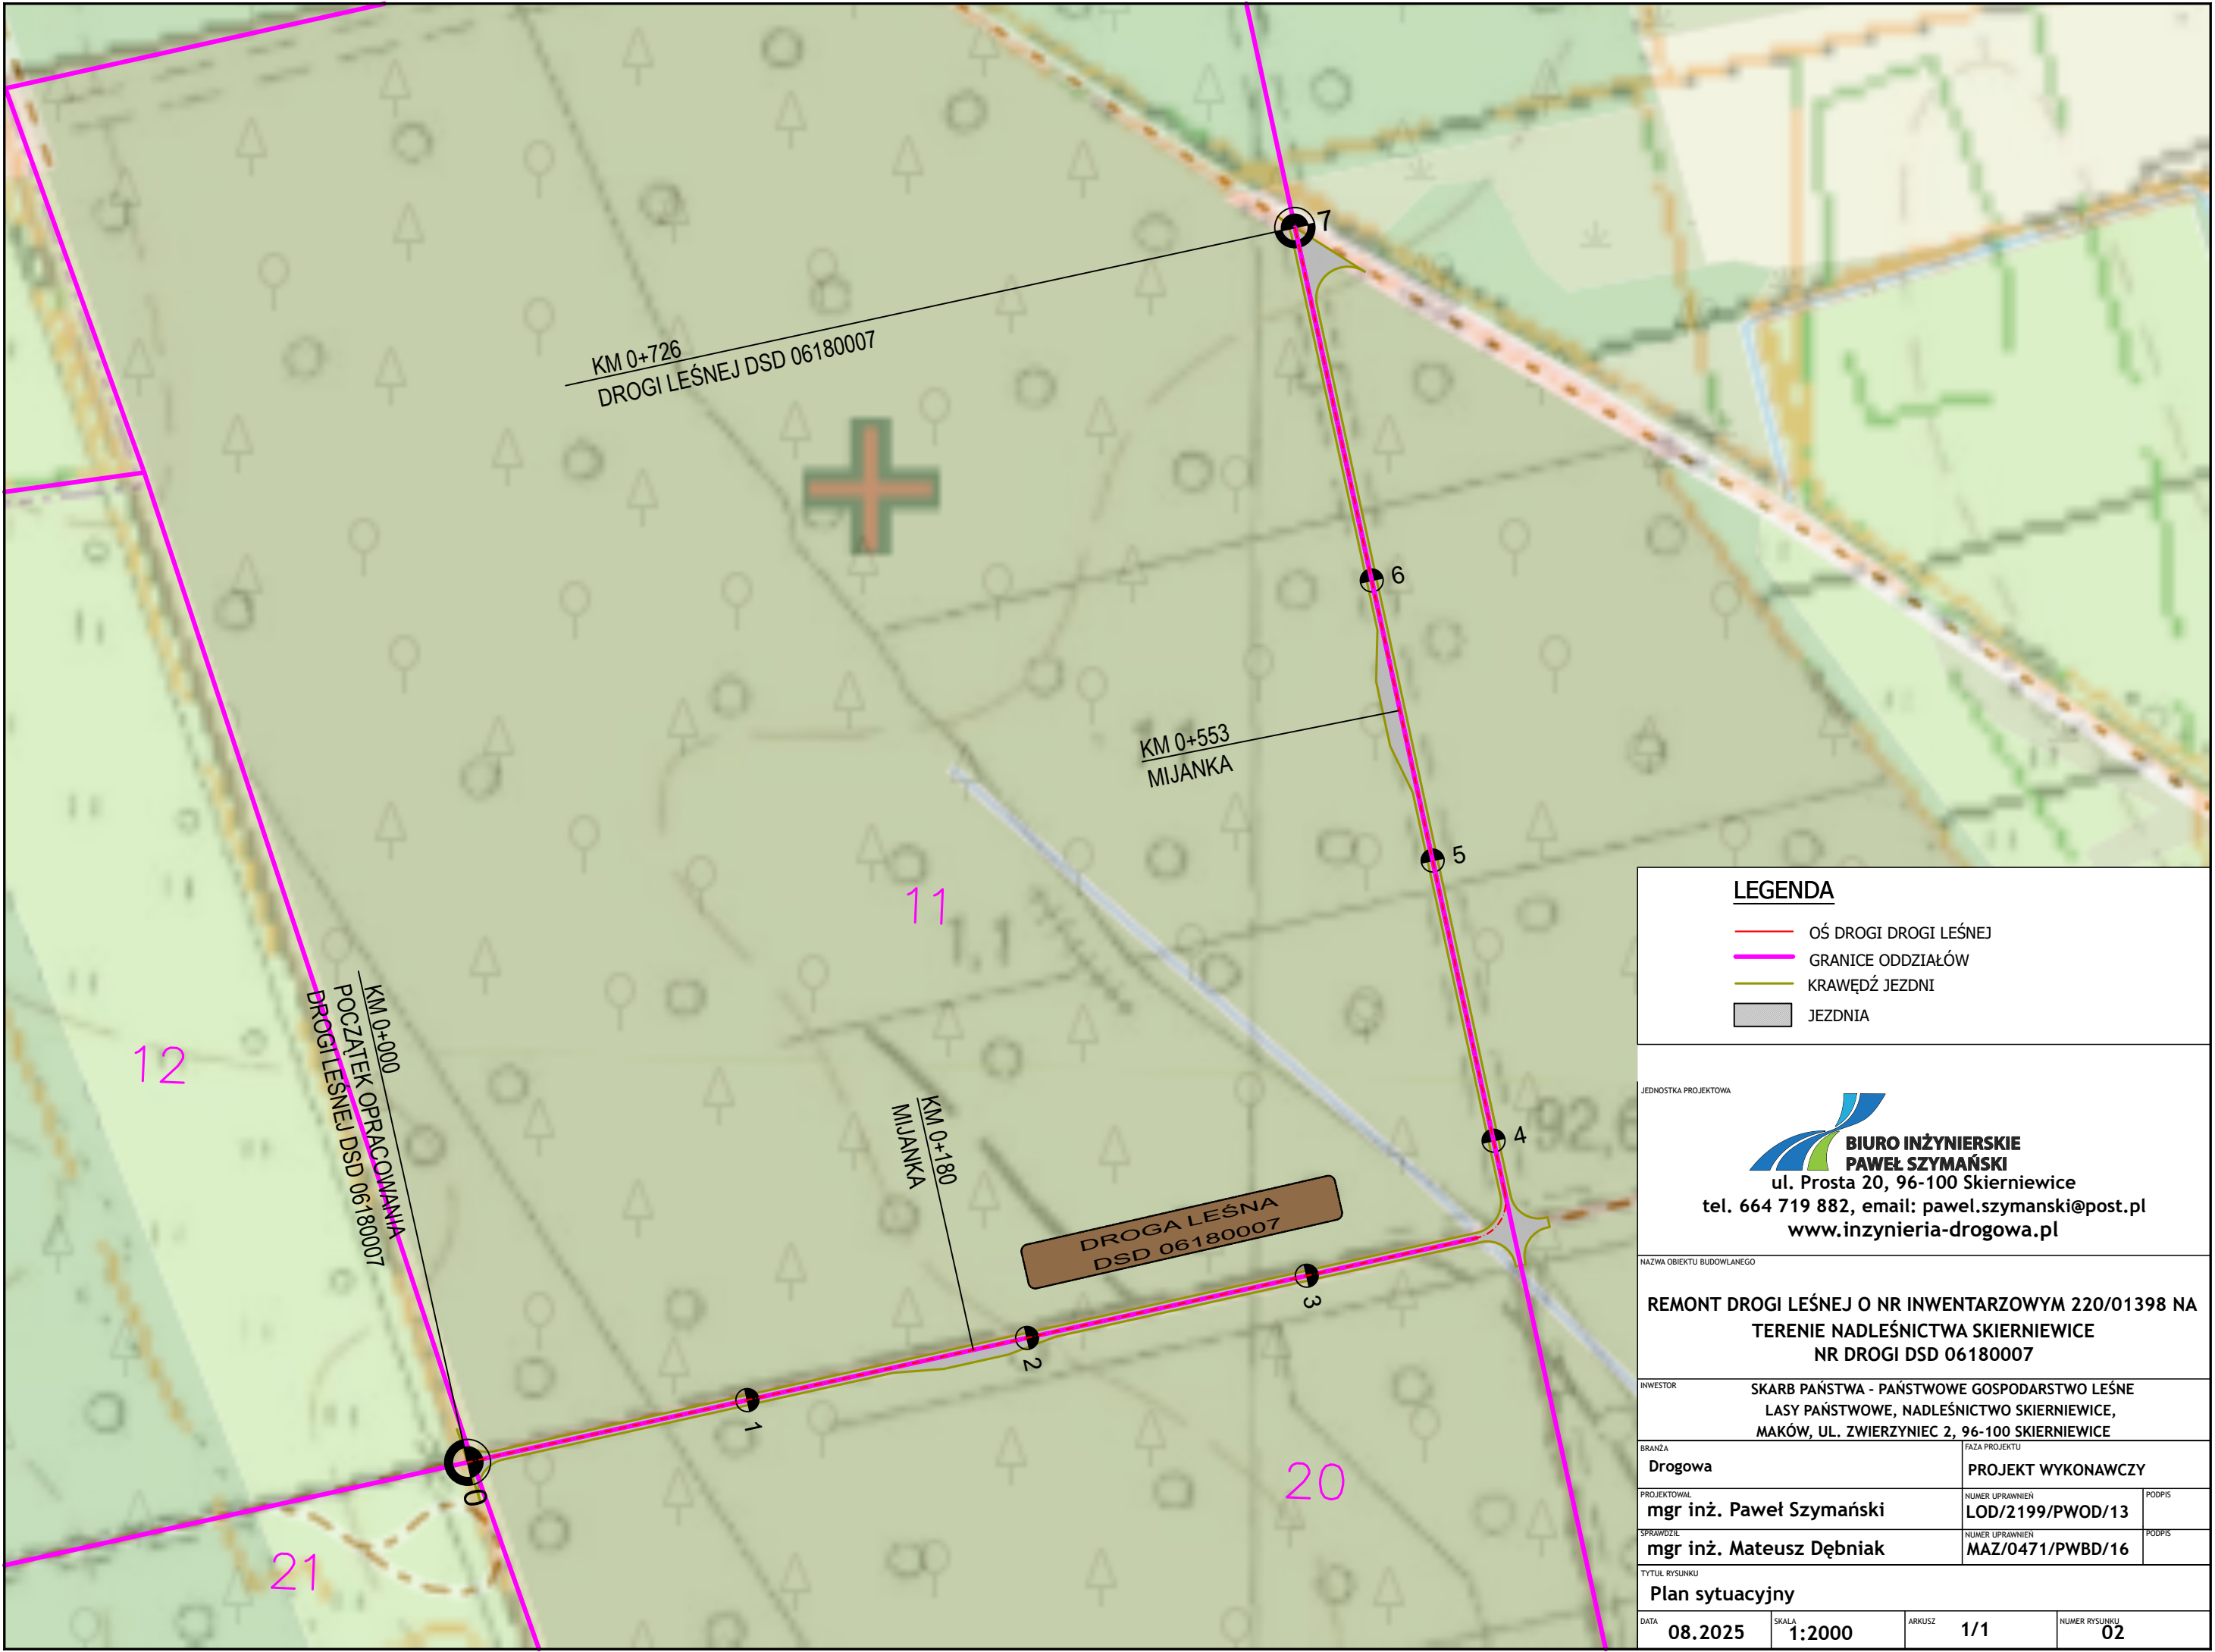 7
KM 0+726
DROGI LEŚNEJ DSD 06180007
6
KM 0+553
MIJANKA
5
11
1,1
12
KM 0+000
POCZĄTEK OPRACOWANIA
DROGI LEŚNEJ DSD 06180007
KM 0+180
MIJANKA
4
92,6
DROGA LEŚNA
DSD 06180007
3
2
1
0
20
21
LEGENDA
OŚ DROGI DROGI LEŚNEJ
GRANICE ODDZIAŁÓW
KRAWĘDŹ JEZDNI
JEZDNIA
JEDNOSTKA PROJEKTOWA
BIURO INŻYNIERSKIE
PAWEŁ SZYMAŃSKI
ul. Prosta 20, 96-100 Skierniewice
tel. 664 719 882, email: pawel.szymanski@post.pl
www.inzynieria-drogowa.pl
NAZWA OBIEKTU BUDOWLANEGO
REMONT DROGI LEŚNEJ O NR INWENTARZOWYM 220/01398 NA
TERENIE NADLEŚNICTWA SKIERNIEWICE
NR DROGI DSD 06180007
INWESTOR
SKARB PAŃSTWA - PAŃSTWOWE GOSPODARSTWO LEŚNE
LASY PAŃSTWOWE, NADLEŚNICTWO SKIERNIEWICE,
MAKÓW, UL. ZWIERZYNIEC 2, 96-100 SKIERNIEWICE
BRANŻA
Drogowa
FAZA PROJEKTU
PROJEKT WYKONAWCZY
PROJEKTOWAŁ
mgr inż. Paweł Szymański
NUMER UPRAWNIEŃ
LOD/2199/PWOD/13
PODPIS
SPRAWDZIŁ
mgr inż. Mateusz Dębniak
NUMER UPRAWNIEŃ
MAZ/0471/PWBD/16
PODPIS
TYTUŁ RYSUNKU
Plan sytuacyjny
DATA
08.2025
SKALA
1:2000
ARKUSZ
1/1
NUMER RYSUNKU
02